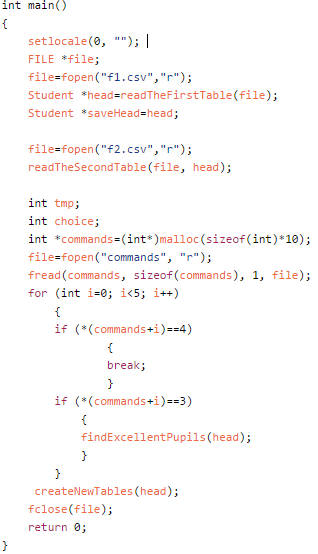 int main()
{
setlocale(0, "");
FILE *file;
file=fopen("f1.csv","r");
Student *head=readTheFirstTable(file);
Student *saveHead=head;
file=fopen("f2.csv","r");
readTheSecondTable(file, head);
int tmp;
int choice;
int *commands=(int*)malloc(sizeof(int)*10);
file=fopen("commands", "r");
fread(commands, sizeof(commands), 1, file);
for (int i=0; i<5; i++)
{
if (*(commands+i)==4)
{
break;
}
if (*(commands+i)==3)
{
findExcellentPupils(head);
}
}
createNewTables(head);
fclose(file);
return 0;
}